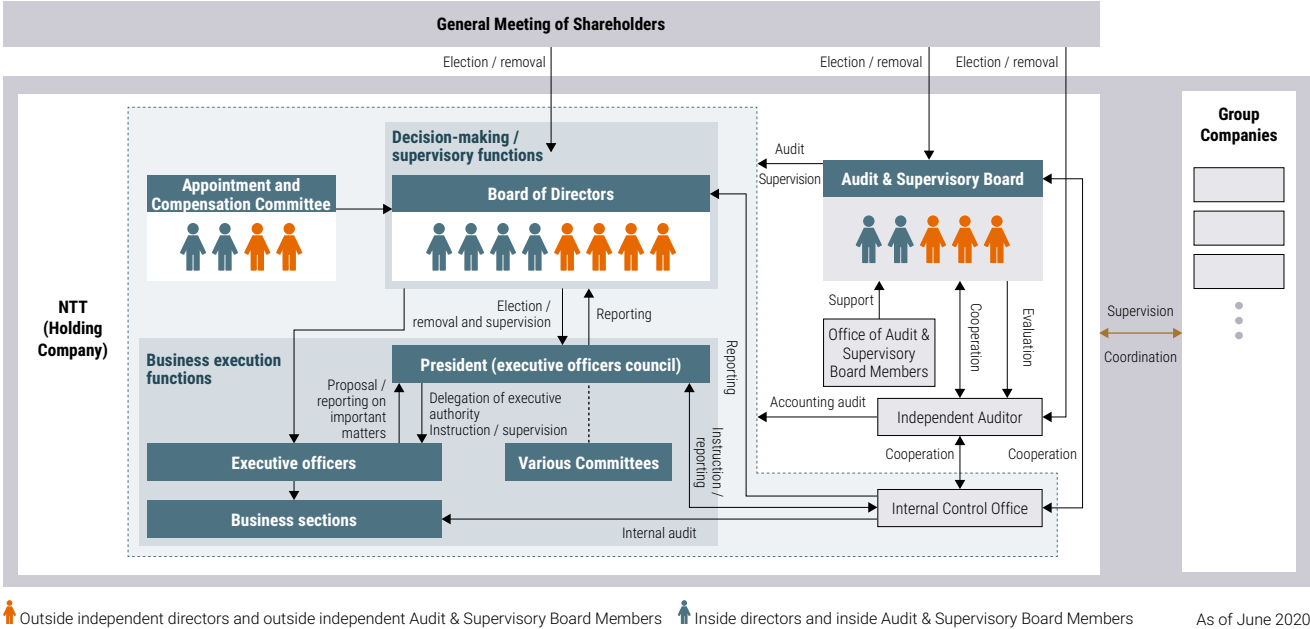 General Meeting of Shareholders
Election / removal
Election / removal
Election / removal
Group
Companies
Decision-making /
supervisory functions
Audit
Supervision
Audit & Supervisory Board
Appointment and
Compensation Committee
Board of Directors
NTT
(Holding
Company)
Election /
removal and supervision
Reporting
Support
Cooperation
Evaluation
Supervision
Coordination
Office of Audit &
Supervisory
Board Members
Business execution
functions
President (executive officers council)
Reporting
Proposal /
reporting on
important
matters
Delegation of executive
authority
Instruction / supervision
Accounting audit
Independent Auditor
Instruction /
reporting
Cooperation
Cooperation
Executive officers
Various Committees
Business sections
Internal Control Office
Internal audit
Outside independent directors and outside independent Audit & Supervisory Board Members
Inside directors and inside Audit & Supervisory Board Members
As of June 2020